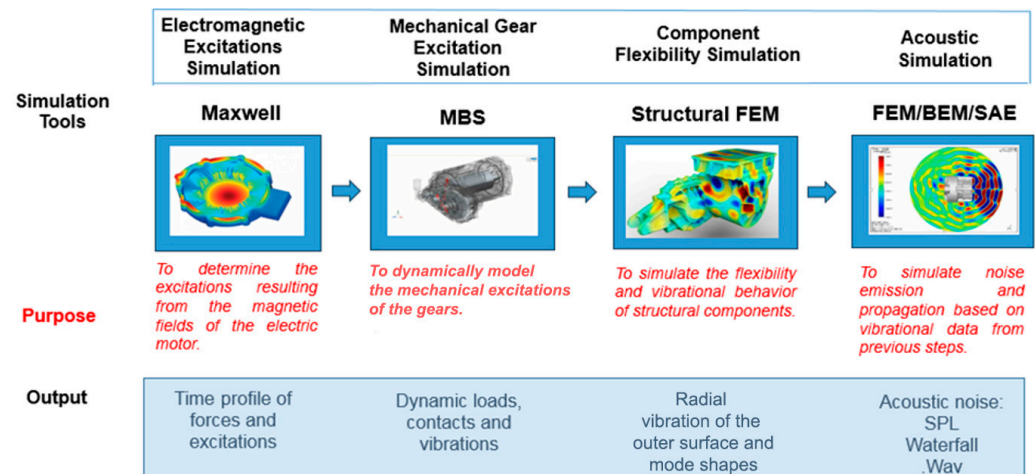 Electromagnetic
Excitations
Simulation
Mechanical Gear
Excitation
Simulation
Component
Flexibility Simulation
Acoustic
Simulation
Simulation
Tools
Maxwell
MBS
Structural FEM
FEM/BEM/SAE
Purpose
To determine the
excitations resulting
from the magnetic
fields of the electric
motor.
To dynamically model
the mechanical excitations
of the gears.
To simulate the flexibility
and vibrational behavior
of structural components.
To simulate noise
emission and
propagation based on
vibrational data from
previous steps.
Output
Time profile of
forces and
excitations
Dynamic loads,
contacts and
vibrations
Radial
vibration of the
outer surface and
mode shapes
Acoustic noise:
SPL
Waterfall
.Wav